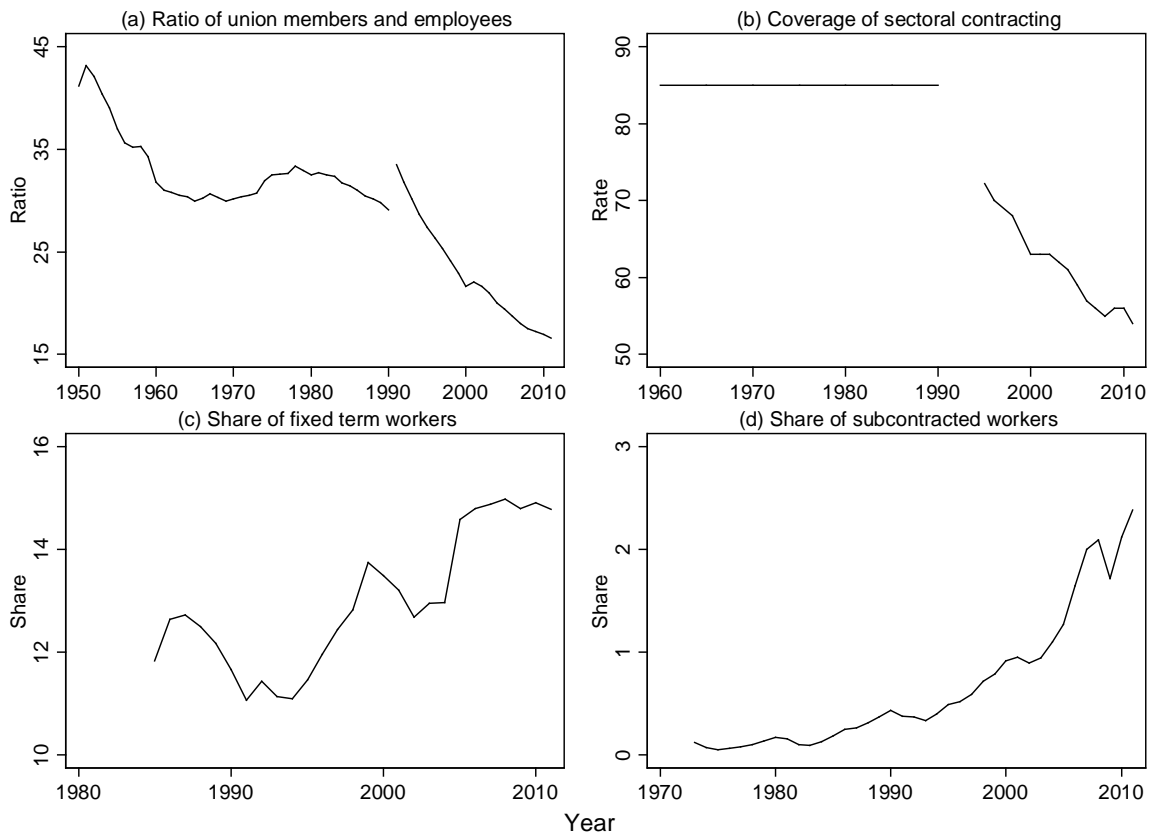 (a) Ratio of union members and employees
45
35
25
15
Ratio
1950 1960 1970 1980 1990 2000 2010
(b) Coverage of sectoral contracting
90
80
70
60
50
Rate
1960 1970 1980 1990 2000 2010
(c) Share of fixed term workers
16
14
12
10
Share
1980 1990 2000 2010
(d) Share of subcontracted workers
3
2
1
0
Share
1970 1980 1990 2000 2010
Year